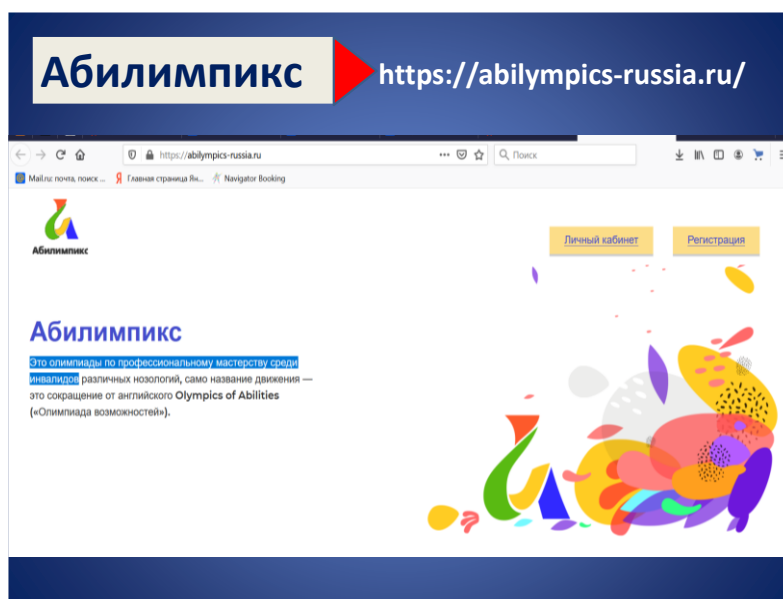 Абилимпикс
https://abilympics-russia.ru/
https://abilympics-russia.ru
Поиск
Mail.ru: почта, поиск ...
Главная страница Ян...
Navigator Booking
Абилимпикс
Личный кабинет
Регистрация
Абилимпикс
Это олимпиады по профессиональному мастерству среди
инвалидов различных нозологий, само название движения —
это сокращение от английского Olympics of Abilities
(«Олимпиада возможностей»).